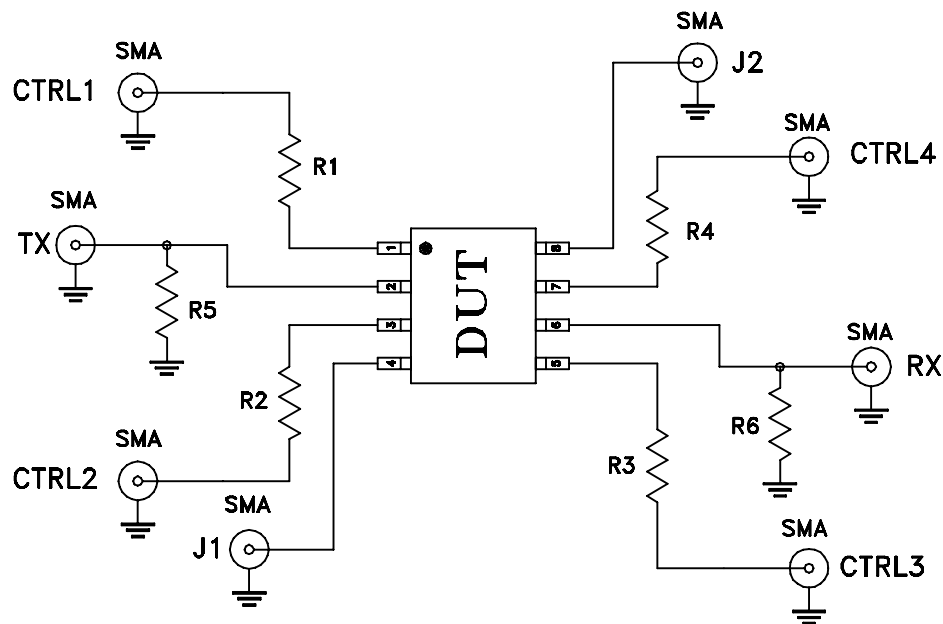 SMA
CTRL1
R1
SMA
TX
R5
R2
SMA
CTRL2
SMA
J1
1
2
3
4
DUT
8
7
6
5
SMA
J2
SMA
CTRL4
R4
SMA
RX
R6
R3
SMA
CTRL3